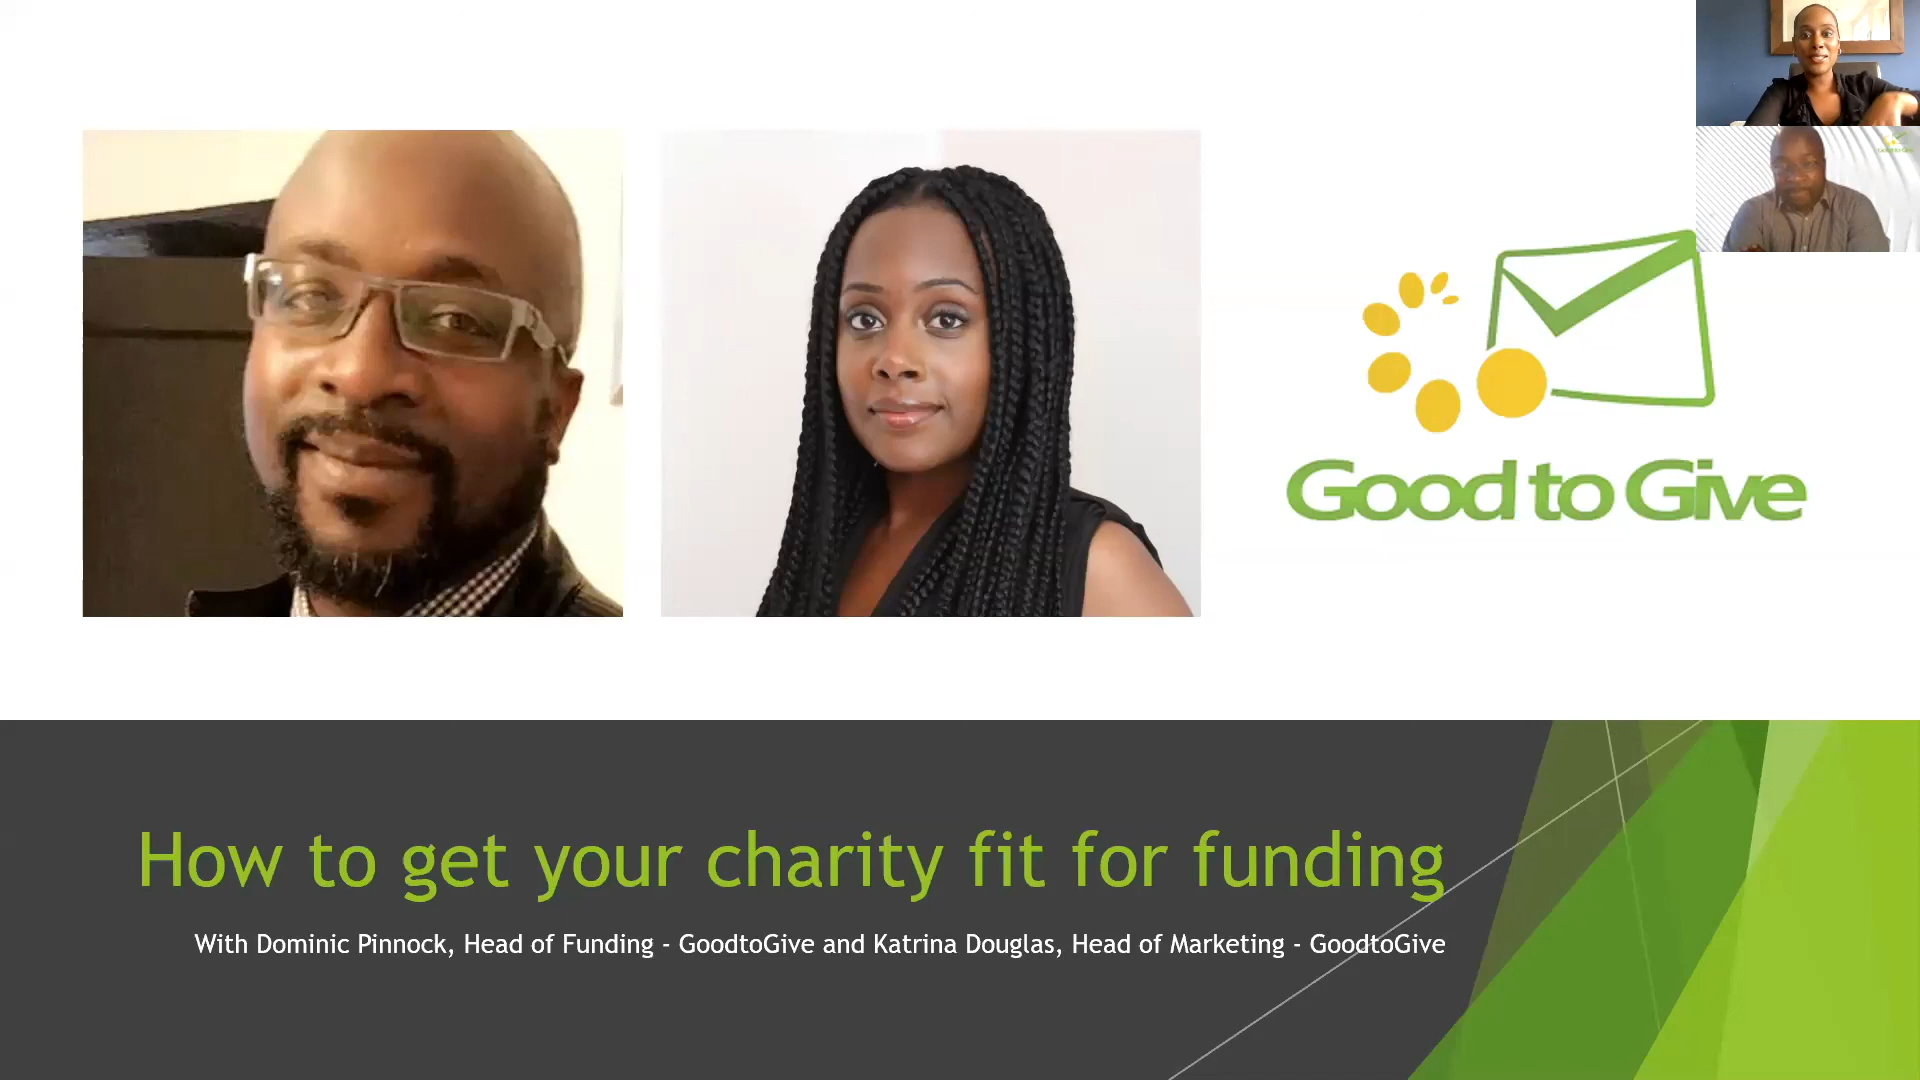 Good to Give
How to get your charity fit for funding
With Dominic Pinnock, Head of Funding - GoodtoGive and Katrina Douglas, Head of Marketing - GoodtoGive